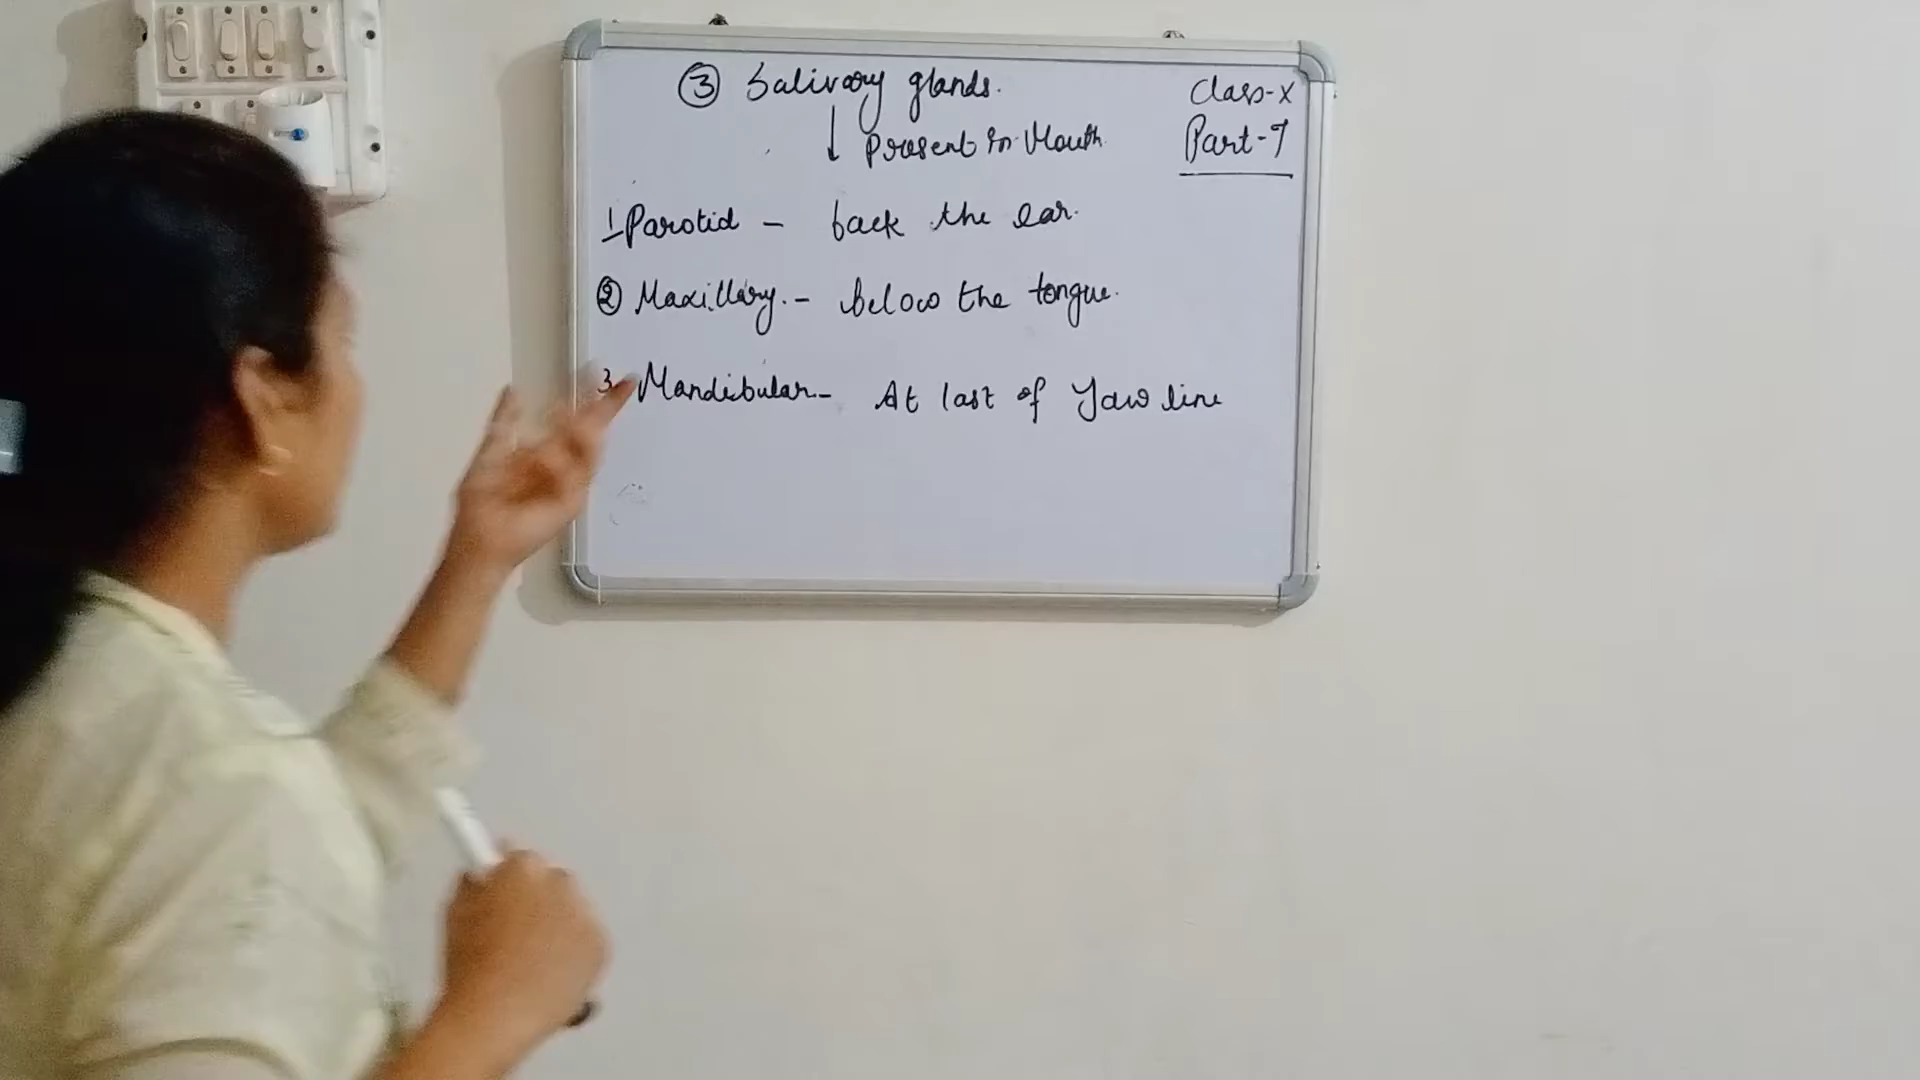 ③ Salivary glands.
↓ Present In Mouth.
Class-X
Part-7
1 Parotid - back the ear.
② Maxillary. - below the tongue.
3 Mandibular - At last of Jaw line